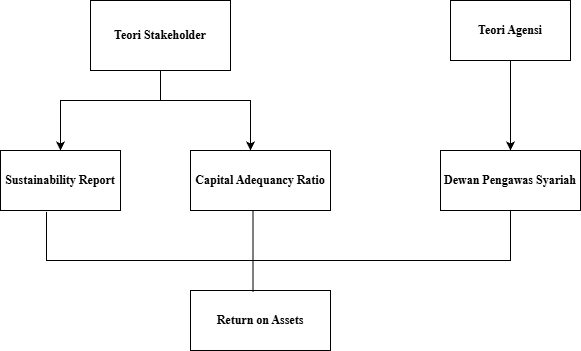 Teori Stakeholder
Teori Agensi
Sustainability Report
Capital Adequancy Ratio
Dewan Pengawas Syariah
Return on Assets